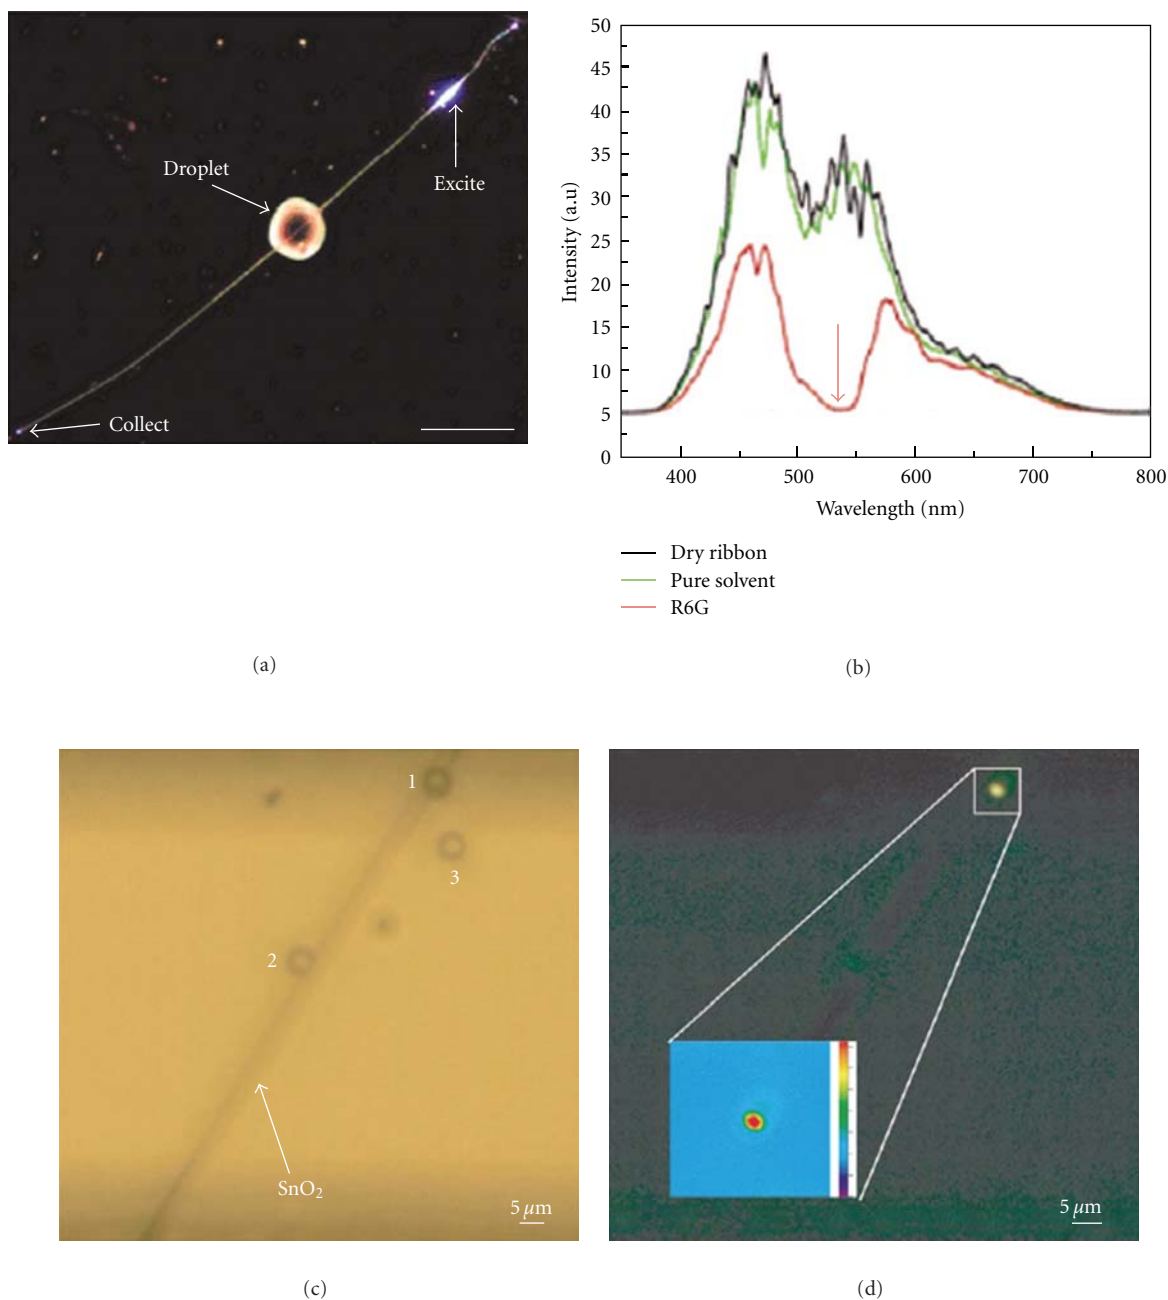 Droplet
Excite
Collect
(a)
50
45
40
35
30
25
20
15
10
5
0
Intensity (a.u)
400
500
600
700
800
Wavelength (nm)
Dry ribbon
Pure solvent
R6G
(b)
1
3
2
SnO₂
5 µm
(c)
5 µm
(d)